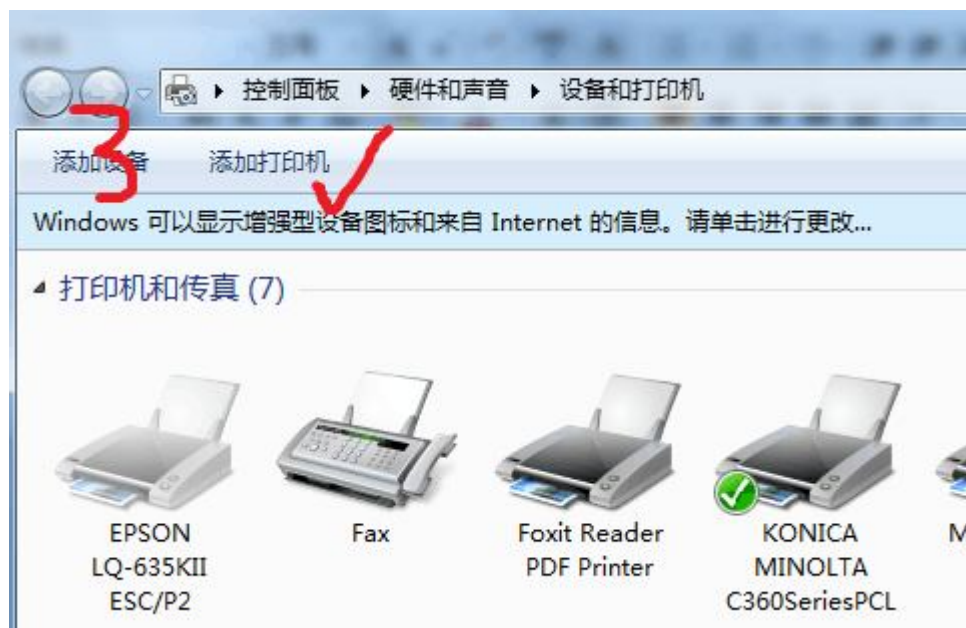 控制面板 ▸ 硬件和声音 ▸ 设备和打印机
3
添加设备 添加打印机
Windows 可以显示增强型设备图标和来自 Internet 的信息。请单击进行更改...
打印机和传真 (7)
EPSON
LQ-635KII
ESC/P2
Fax
Foxit Reader
PDF Printer
KONICA
MINOLTA
C360SeriesPCL
M